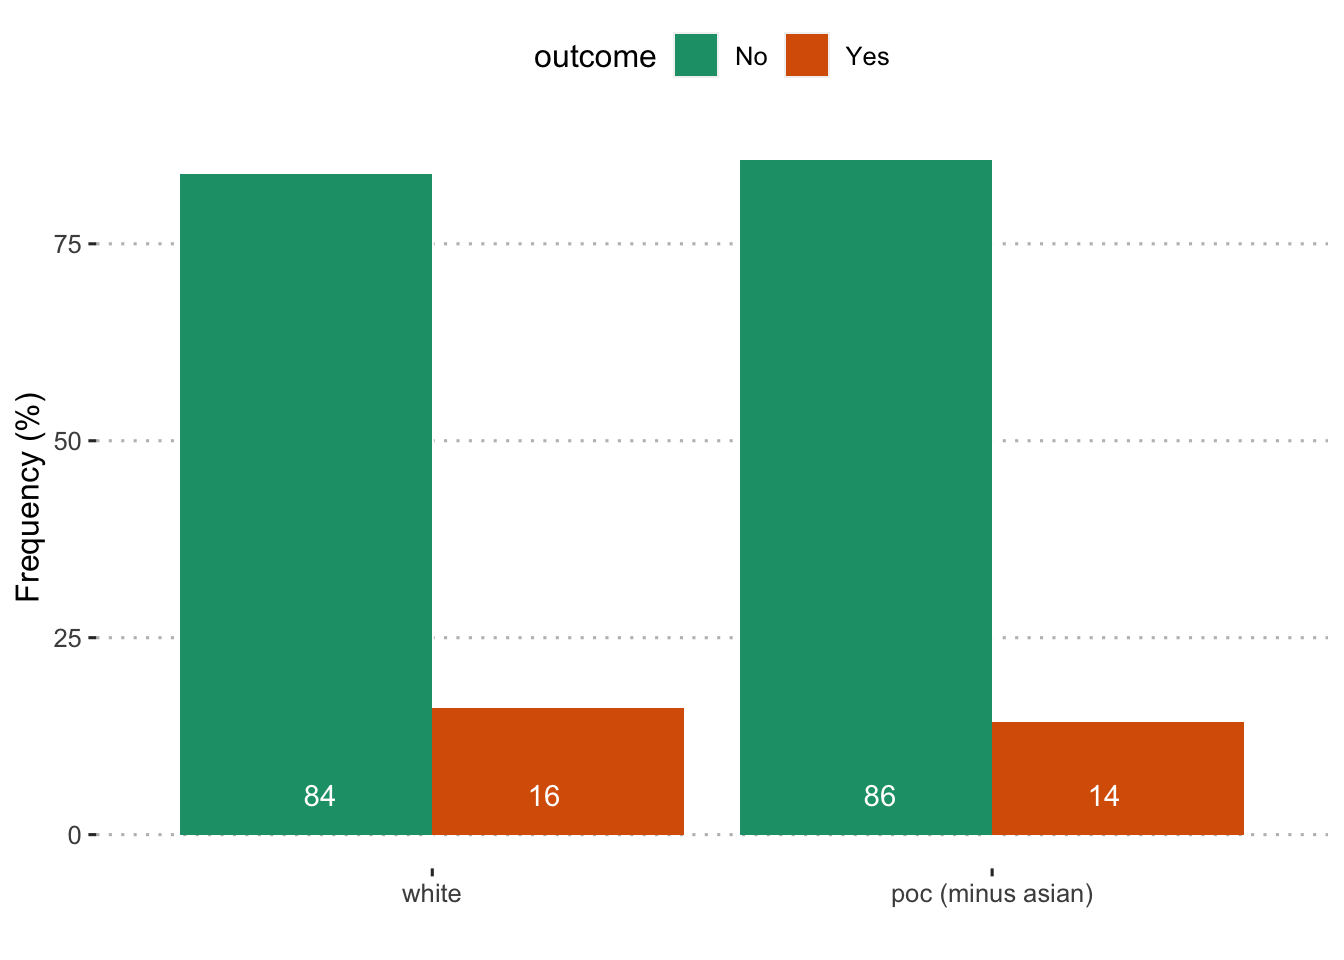 outcome No Yes
Frequency (%)
75
50
25
0
84 16 86 14
white poc (minus asian)